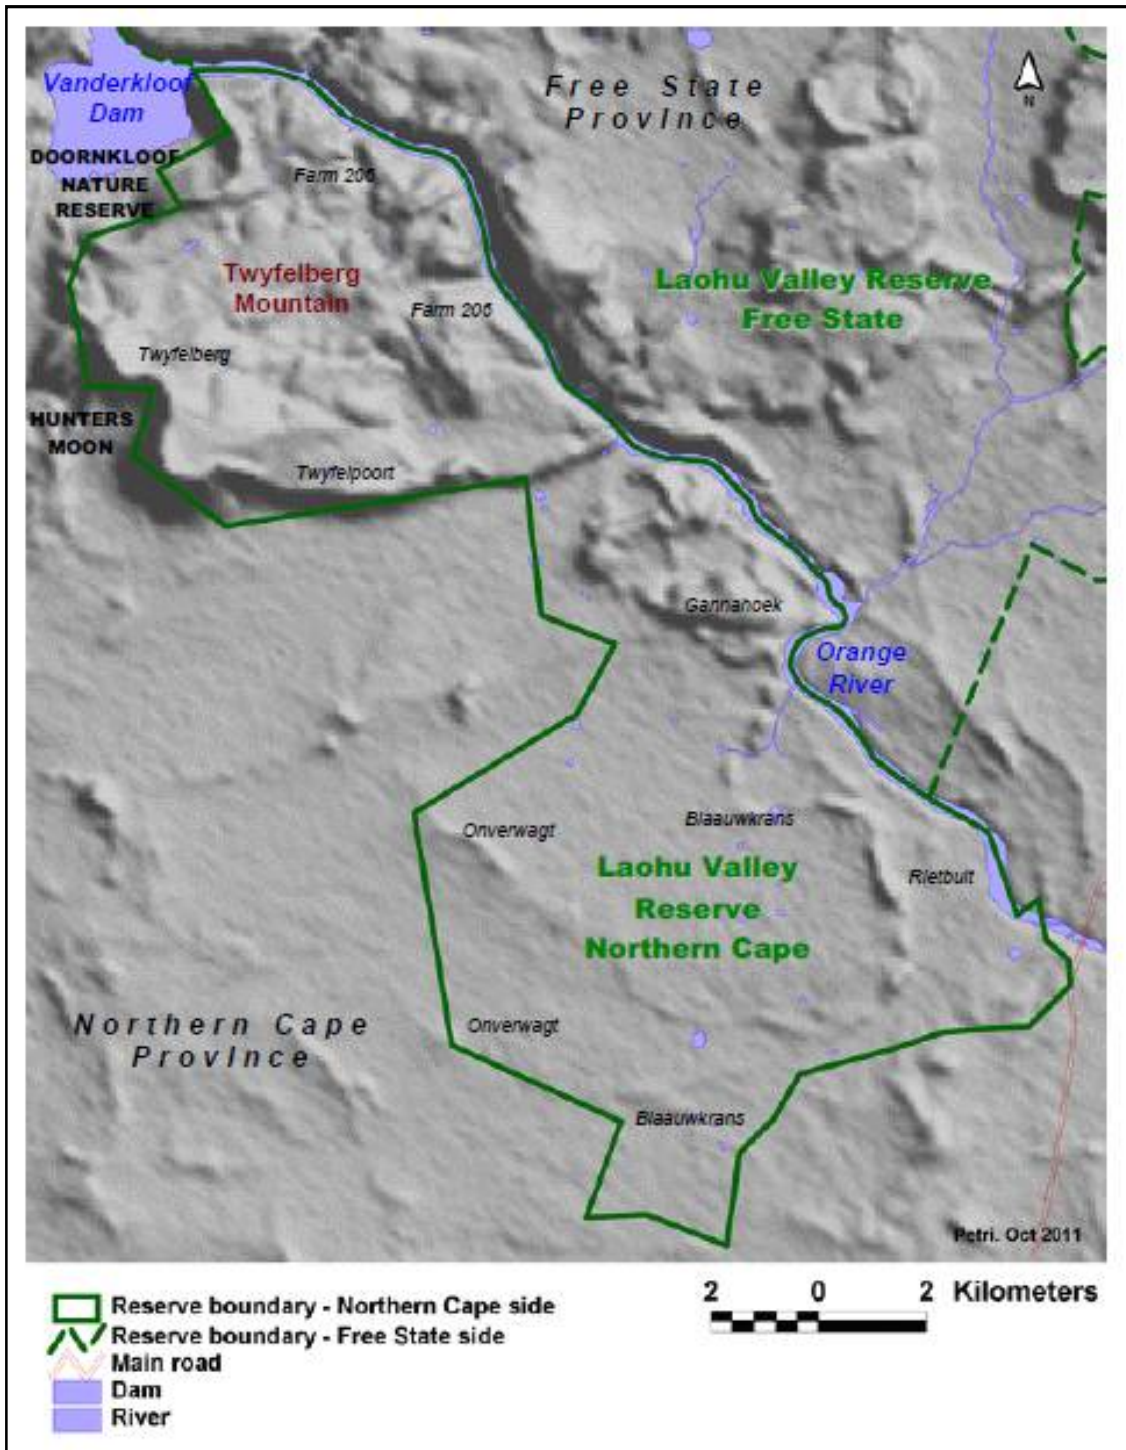 Vanderkloof
Dam
Free State
Province
N
DOORNKLOOF
NATURE
RESERVE
Farm 206
Twyfelberg
Mountain
Farm 206
Laohu Valley Reserve
Free State
Twyfelberg
HUNTERS
MOON
Twyfelpoort
Gannahoek
Orange
River
Onverwagt
Blaauwkrans
Laohu Valley
Reserve
Northern Cape
Rietbult
Northern Cape
Province
Onverwagt
Blaauwkrans
Petri. Oct 2011
2 0 2 Kilometers
Reserve boundary - Northern Cape side
Reserve boundary - Free State side
Main road
Dam
River